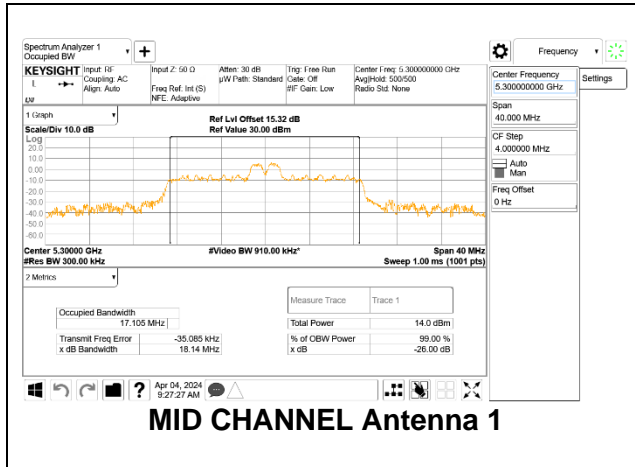 Spectrum Analyzer 1
Occupied BW
Frequency
KEYSIGHT
L
Input: RF
Coupling: AC
Align: Auto
Input Z: 50 Ω
Freq Ref: Int (S)
NFE: Adaptive
Atten: 30 dB
µW Path: Standard
Trig: Free Run
Gate: Off
#IF Gain: Low
Center Freq: 5.300000000 GHz
Avg|Hold: 500/500
Radio Std: None
Center Frequency
5.300000000 GHz
Settings
Span
40.000 MHz
CF Step
4.000000 MHz
Auto
Man
Freq Offset
0 Hz
1 Graph
Scale/Div 10.0 dB
Ref Lvl Offset 15.32 dB
Ref Value 30.00 dBm
Log
20.0
10.0
0.00
-10.0
-20.0
-30.0
-40.0
-50.0
-60.0
Center 5.30000 GHz
#Res BW 300.00 kHz
#Video BW 910.00 kHz*
Span 40 MHz
Sweep 1.00 ms (1001 pts)
2 Metrics
Measure Trace
Trace 1
Occupied Bandwidth
17.105 MHz
Total Power
14.0 dBm
Transmit Freq Error
-35.085 kHz
% of OBW Power
99.00 %
x dB Bandwidth
18.14 MHz
x dB
-26.00 dB
?
Apr 04, 2024
9:27:27 AM
MID CHANNEL Antenna 1